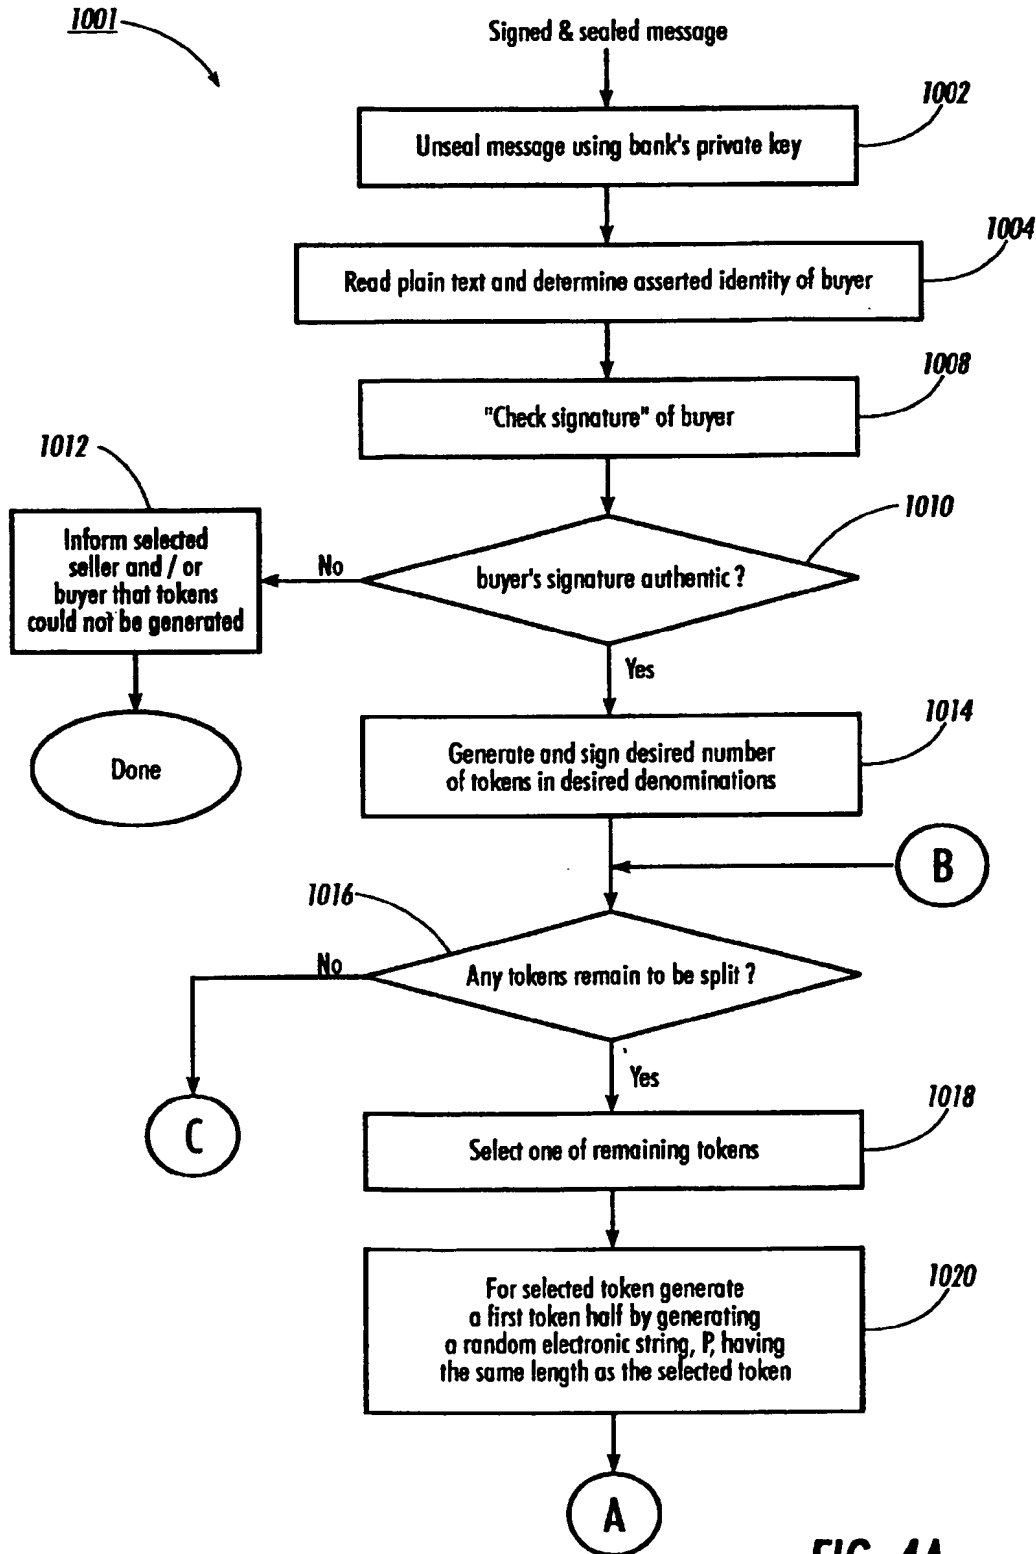 1001
Signed & sealed message
1002
Unseal message using bank's private key
1004
Read plain text and determine asserted identity of buyer
1008
"Check signature" of buyer
1012
1010
Inform selected
seller and / or
buyer that tokens
could not be generated
No
buyer's signature authentic ?
Yes
Done
1014
Generate and sign desired number
of tokens in desired denominations
B
1016
No
Any tokens remain to be split ?
Yes
C
1018
Select one of remaining tokens
1020
For selected token generate
a first token half by generating
a random electronic string, P, having
the same length as the selected token
A
FIG. 4A